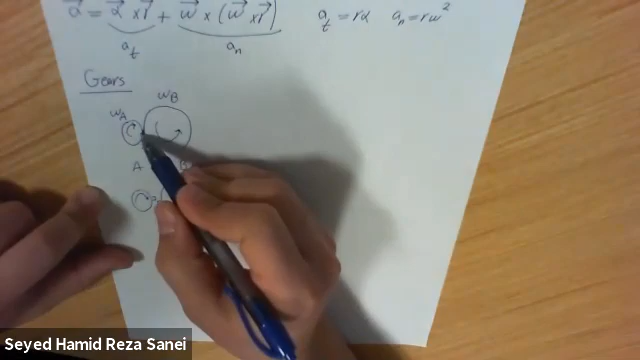 a⃗ = α⃗ × r⃗ + ω⃗ × (ω⃗ × r⃗) a_t = rα a_n = rω²
a_t a_n
Gears
ω_B
ω_A
A
Seyed Hamid Reza Sanei